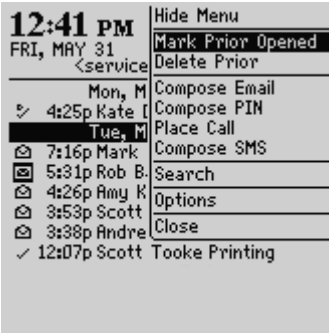 12:41 PM
FRI, MAY 31
<service
Mon, M
4:25p Kate
Tue, M
7:16p Mark
5:31p Rob B.
4:26p Amy K
3:53p Scott
3:38p Andre
12:07p Scott Tooke Printing
Hide Menu
Mark Prior Opened
Delete Prior
Compose Email
Compose PIN
Place Call
Compose SMS
Search
Options
Close